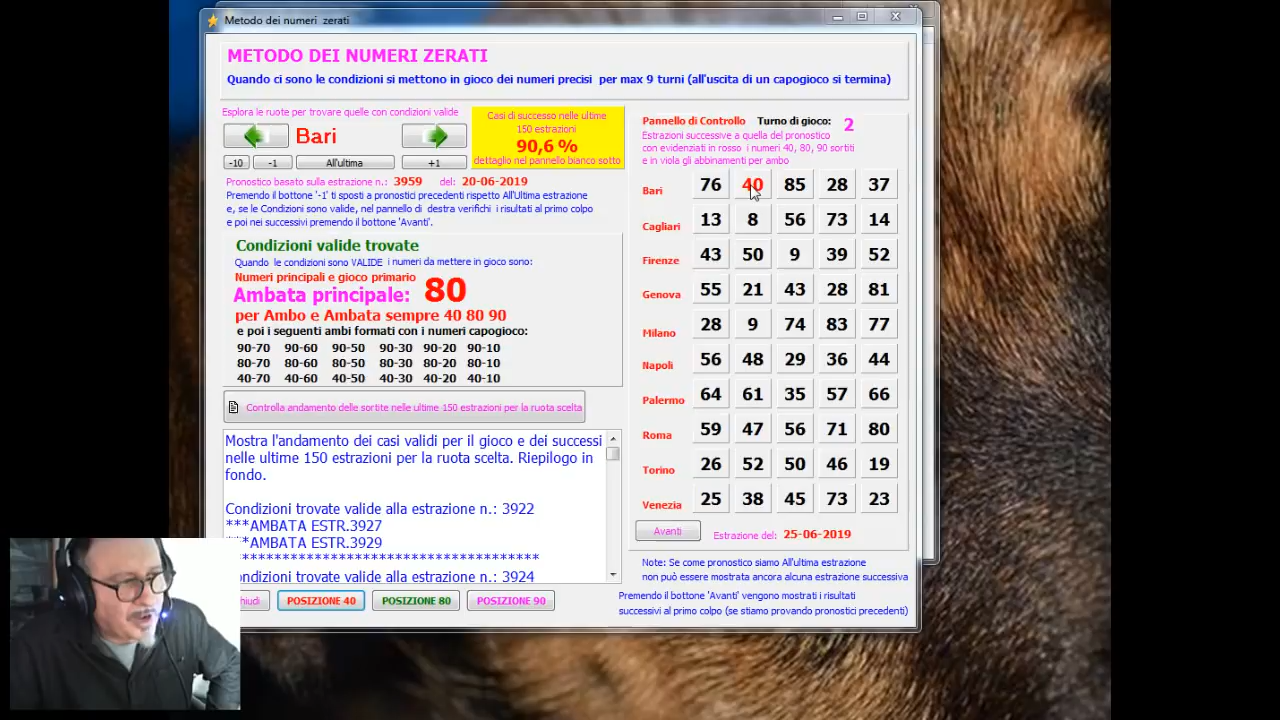 Metodo dei numeri zerati
METODO DEI NUMERI ZERATI
Quando ci sono le condizioni si mettono in gioco dei numeri precisi per max 9 turni (all'uscita di un capogioco si termina)
Esplora le ruote per trovare quelle con condizioni valide
Bari
-10 -1 All'ultima +1
Casi di successo nelle ultime
150 estrazioni
90,6 %
dettaglio nel pannello bianco sotto
Pronostico basato sulla estrazione n.: 3959 del: 20-06-2019
Premendo il bottone '-1' ti sposti a pronostici precedenti rispetto All'Ultima estrazione
e, se le Condizioni sono valide, nel pannello di destra verifichi i risultati al primo colpo
e poi nei successivi premendo il bottone 'Avanti'.
Condizioni valide trovate
Quando le condizioni sono VALIDE i numeri da mettere in gioco sono:
Numeri principali e gioco primario
Ambata principale: 80
per Ambo e Ambata sempre 40 80 90
e poi i seguenti ambi formati con i numeri capogioco:
90-70 90-60 90-50 90-30 90-20 90-10
80-70 80-60 80-50 80-30 80-20 80-10
40-70 40-60 40-50 40-30 40-20 40-10
Controlla andamento delle sortite nelle ultime 150 estrazioni per la ruota scelta
Mostra l'andamento dei casi validi per il gioco e dei successi
nelle ultime 150 estrazioni per la ruota scelta. Riepilogo in
fondo.
Condizioni trovate valide alla estrazione n.: 3922
***AMBATA ESTR.3927
***AMBATA ESTR.3929
Condizioni trovate valide alla estrazione n.: 3924
POSIZIONE 40 POSIZIONE 80 POSIZIONE 90
Pannello di Controllo Turno di gioco: 2
Estrazioni successive a quella del pronostico
con evidenziati in rosso i numeri 40, 80, 90 sortiti
e in viola gli abbinamenti per ambo
Bari 76 40 85 28 37
Cagliari 13 8 56 73 14
Firenze 43 50 9 39 52
Genova 55 21 43 28 81
Milano 28 9 74 83 77
Napoli 56 48 29 36 44
Palermo 64 61 35 57 66
Roma 59 47 56 71 80
Torino 26 52 50 46 19
Venezia 25 38 45 73 23
Avanti Estrazione del: 25-06-2019
Note: Se come pronostico siamo All'ultima estrazione
non può essere mostrata ancora alcuna estrazione successiva
Premendo il bottone 'Avanti' vengono mostrati i risultati
successivi al primo colpo (se stiamo provando pronostici precedenti)